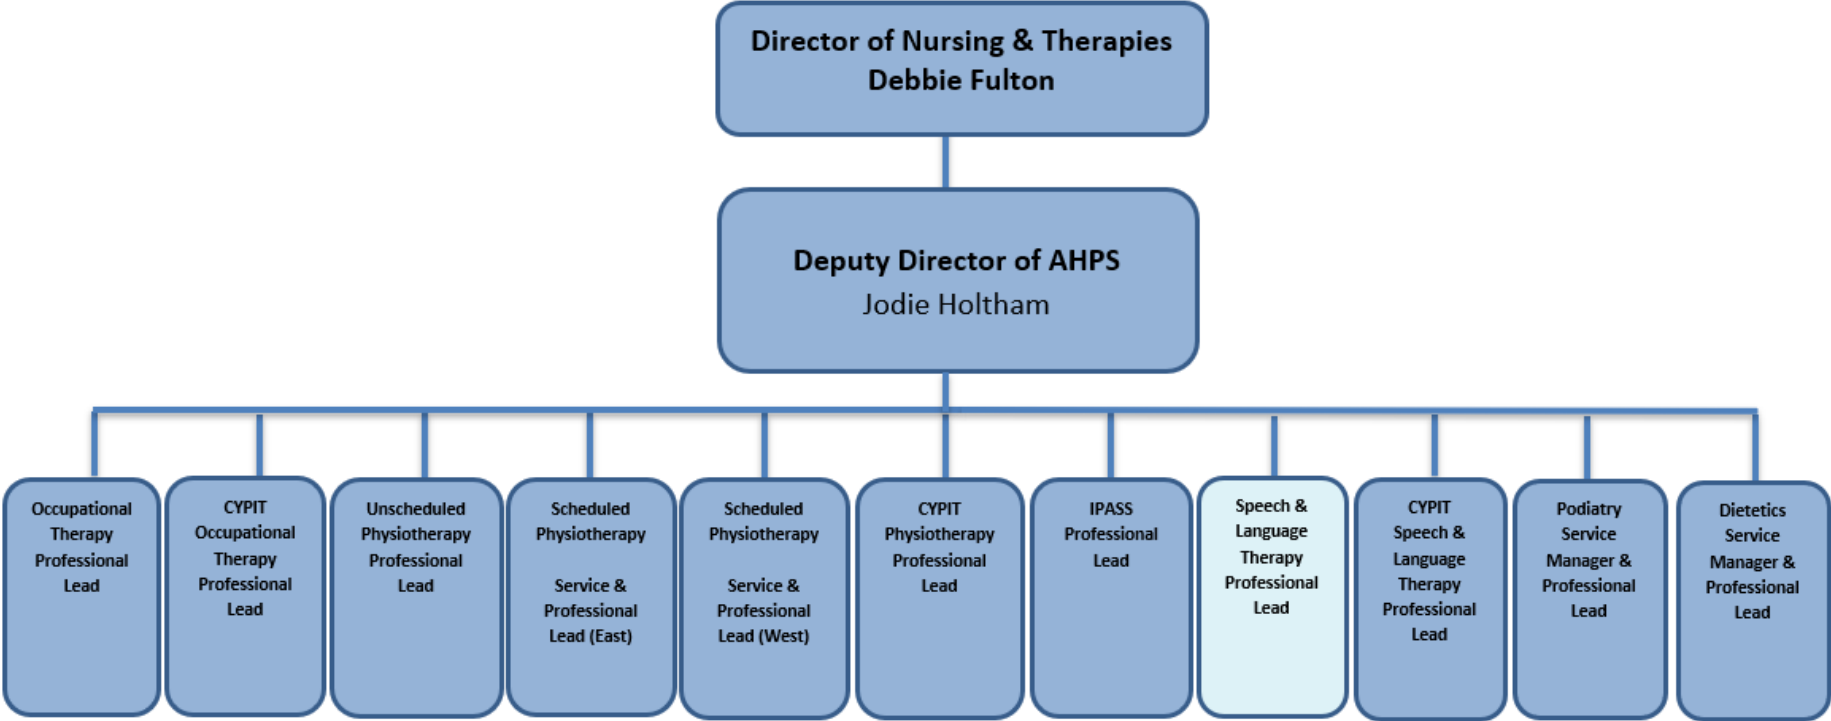 Director of Nursing & Therapies
Debbie Fulton
Deputy Director of AHPS
Jodie Holtham
Occupational
Therapy
Professional
Lead
CYPIT
Occupational
Therapy
Professional
Lead
Unscheduled
Physiotherapy
Professional
Lead
Scheduled
Physiotherapy
Service &
Professional
Lead (East)
Scheduled
Physiotherapy
Service &
Professional
Lead (West)
CYPIT
Physiotherapy
Professional
Lead
IPASS
Professional
Lead
Speech &
Language
Therapy
Professional
Lead
CYPIT
Speech &
Language
Therapy
Professional
Lead
Podiatry
Service
Manager &
Professional
Lead
Dietetics
Service
Manager &
Professional
Lead